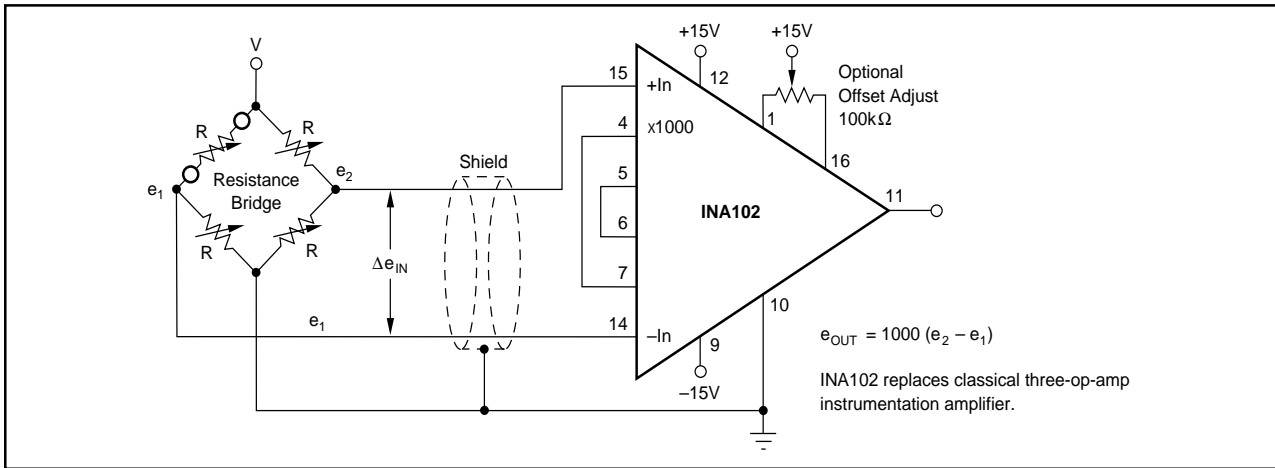 V
R
R
e1
e2
Resistance
Bridge
R
R
ΔeIN
e1
Shield
+15V
12
15
+In
4
x1000
5
6
7
14
–In
9
–15V
INA102
+15V
Optional
Offset Adjust
100kΩ
1
16
11
10
eOUT = 1000 (e2 – e1)
INA102 replaces classical three-op-amp
instrumentation amplifier.